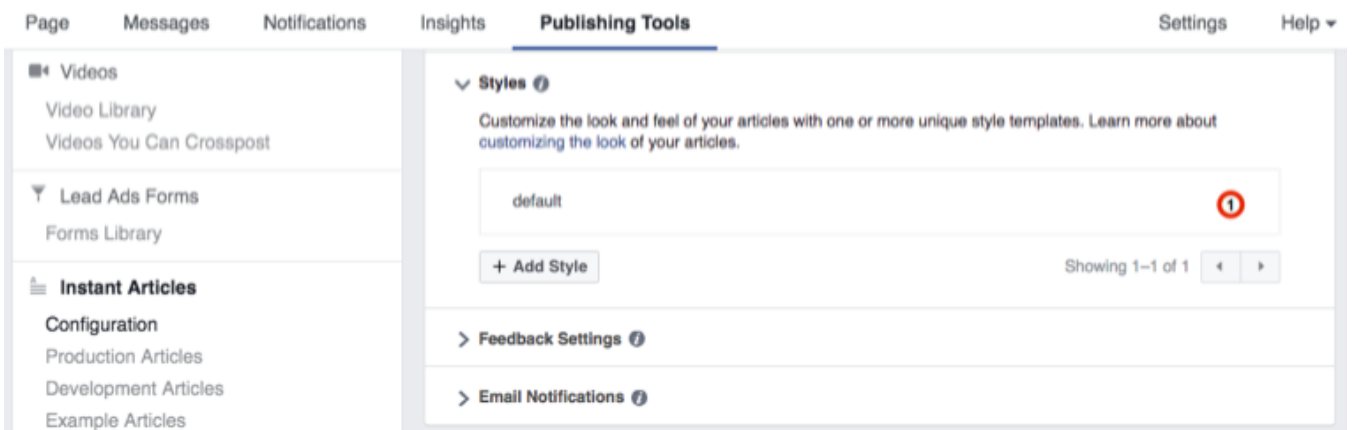 Page Messages Notifications Insights Publishing Tools Settings Help
Videos
Video Library
Videos You Can Crosspost
Lead Ads Forms
Forms Library
Instant Articles
Configuration
Production Articles
Development Articles
Example Articles
Styles
Customize the look and feel of your articles with one or more unique style templates. Learn more about
customizing the look of your articles.
default
1
+ Add Style
Showing 1–1 of 1
Feedback Settings
Email Notifications